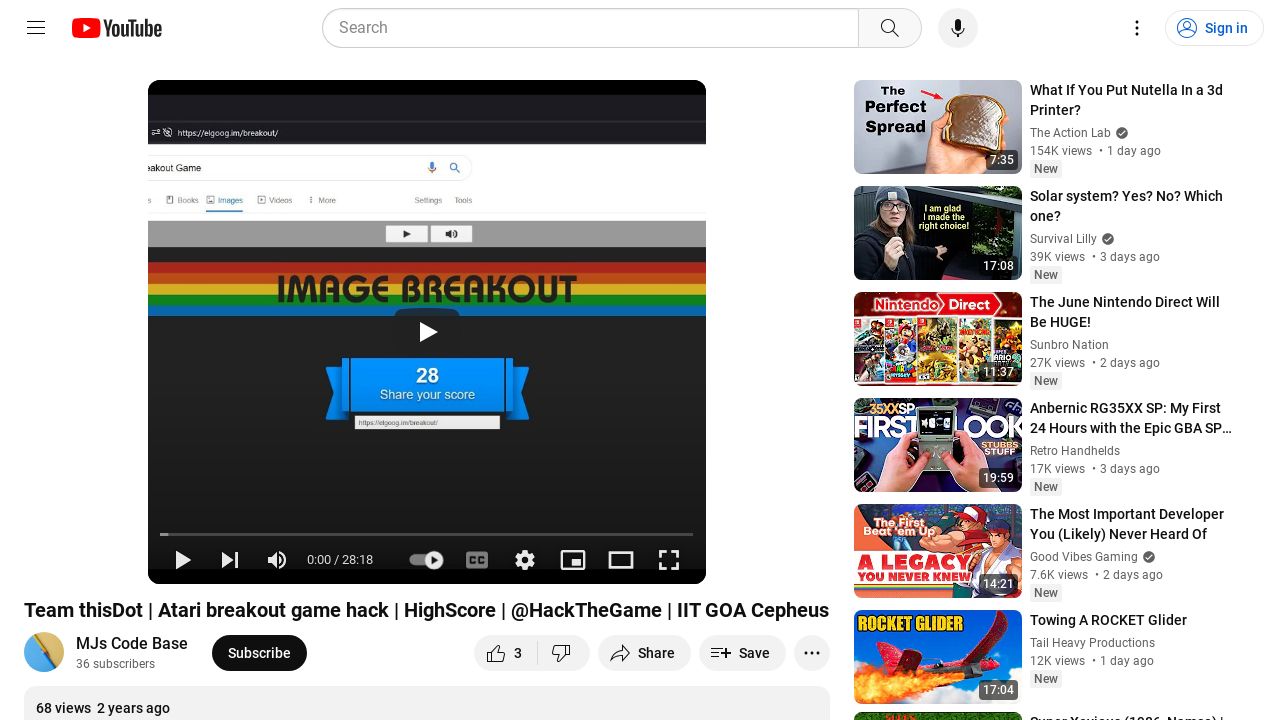 YouTube
Search
Sign in
https://elgoog.im/breakout/
eakout Game
Books
Images
Videos
More
Settings
Tools
IMAGE BREAKOUT
28
Share your score
https://elgoog.im/breakout/
0:00 / 28:18
CC
Team thisDot | Atari breakout game hack | HighScore | @HackTheGame | IIT GOA Cepheus
MJs Code Base
36 subscribers
Subscribe
3
Share
Save
68 views 2 years ago
The
Perfect
Spread
7:35
What If You Put Nutella In a 3d
Printer?
The Action Lab
154K views • 1 day ago
New
I am glad
I made the
right choice!
17:08
Solar system? Yes? No? Which
one?
Survival Lilly
39K views • 3 days ago
New
Nintendo Direct
11:37
The June Nintendo Direct Will
Be HUGE!
Sunbro Nation
27K views • 2 days ago
New
35XXSP
FIRST LOOK
STUBBS
STUFF
19:59
Anbernic RG35XX SP: My First
24 Hours with the Epic GBA SP…
Retro Handhelds
17K views • 3 days ago
New
The First
Beat 'em Up
A LEGACY
YOU NEVER KNEW
14:21
The Most Important Developer
You (Likely) Never Heard Of
Good Vibes Gaming
7.6K views • 2 days ago
New
ROCKET GLIDER
17:04
Towing A ROCKET Glider
Tail Heavy Productions
12K views • 1 day ago
New